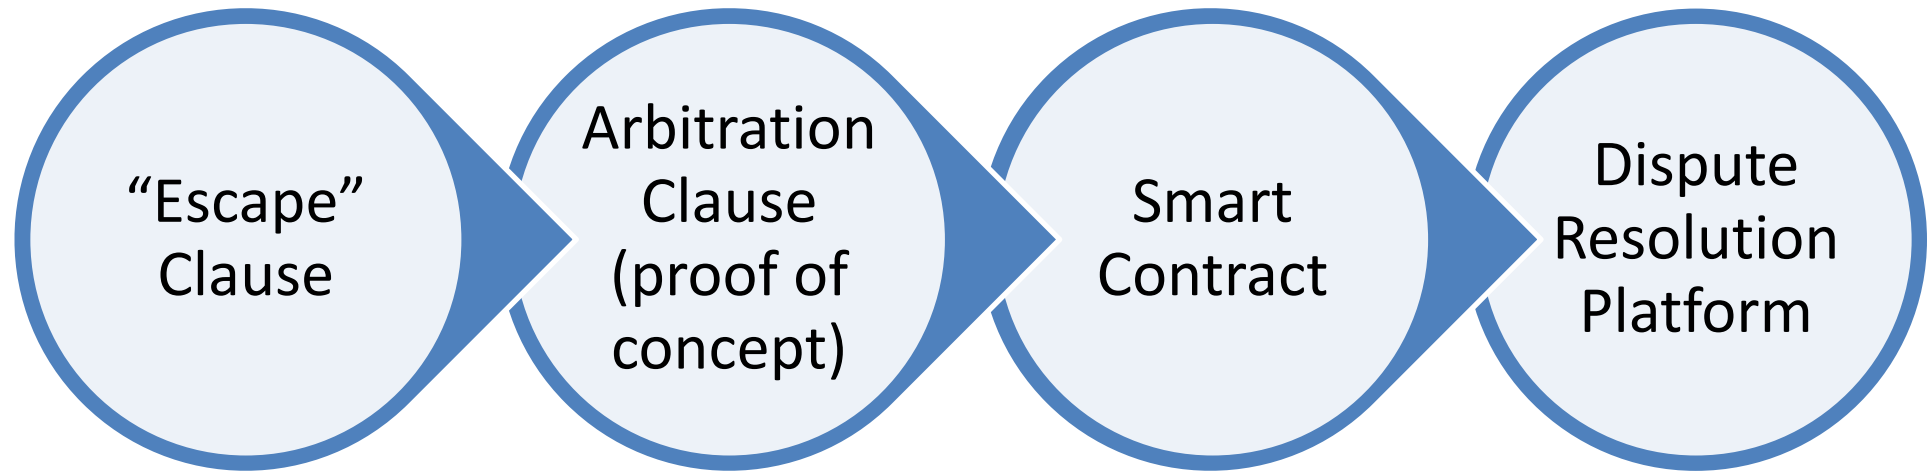 “Escape”
Clause
Arbitration
Clause
(proof of
concept)
Smart
Contract
Dispute
Resolution
Platform